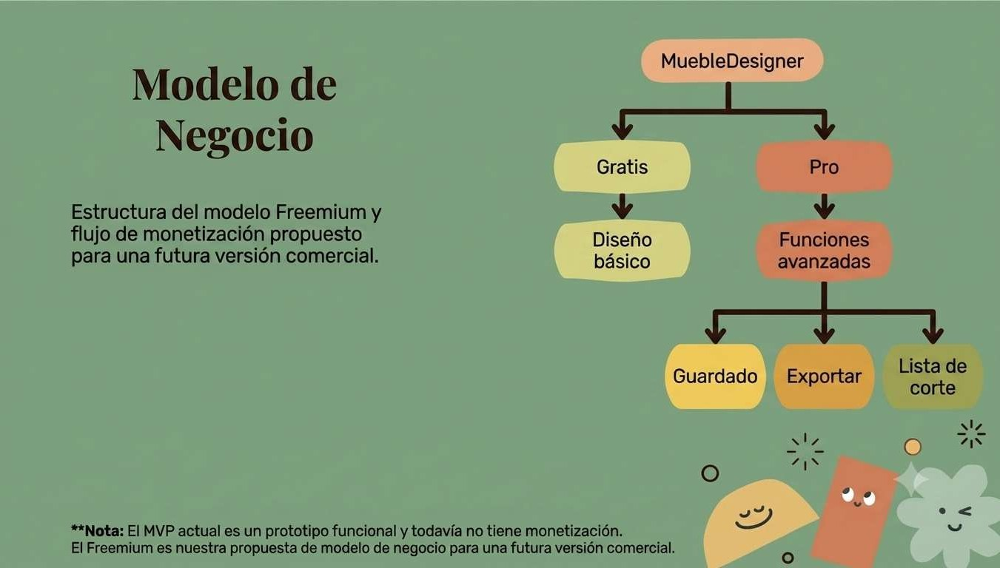 Modelo de
Negocio
Estructura del modelo Freemium y
flujo de monetización propuesto
para una futura versión comercial.
MuebleDesigner
Gratis
Pro
Diseño
básico
Funciones
avanzadas
Guardado
Exportar
Lista de
corte
**Nota: El MVP actual es un prototipo funcional y todavía no tiene monetización.
El Freemium es nuestra propuesta de modelo de negocio para una futura versión comercial.